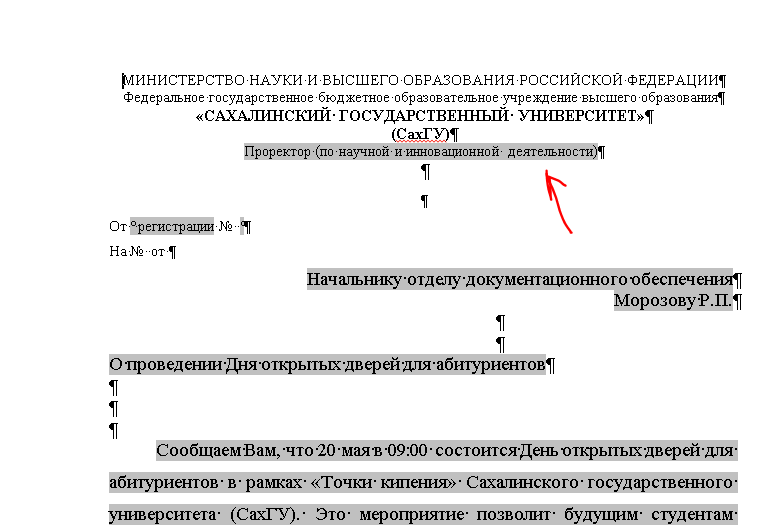 МИНИСТЕРСТВО НАУКИ И ВЫСШЕГО ОБРАЗОВАНИЯ РОССИЙСКОЙ ФЕДЕРАЦИИ¶
Федеральное государственное бюджетное образовательное учреждение высшего образования¶
«САХАЛИНСКИЙ ГОСУДАРСТВЕННЫЙ УНИВЕРСИТЕТ»¶
(СахГУ)¶
Проректор (по научной и инновационной деятельности)¶
¶
¶
От °регистрации № °¶
На № от ¶
Начальнику отделу документационного обеспечения¶
Морозову Р.П.¶
¶
¶
О проведении Дня открытых дверей для абитуриентов¶
¶
¶
¶
Сообщаем Вам, что 20 мая в 09:00 состоится День открытых дверей для
абитуриентов в рамках «Точки кипения» Сахалинского государственного
университета (СахГУ). Это мероприятие позволит будущим студентам